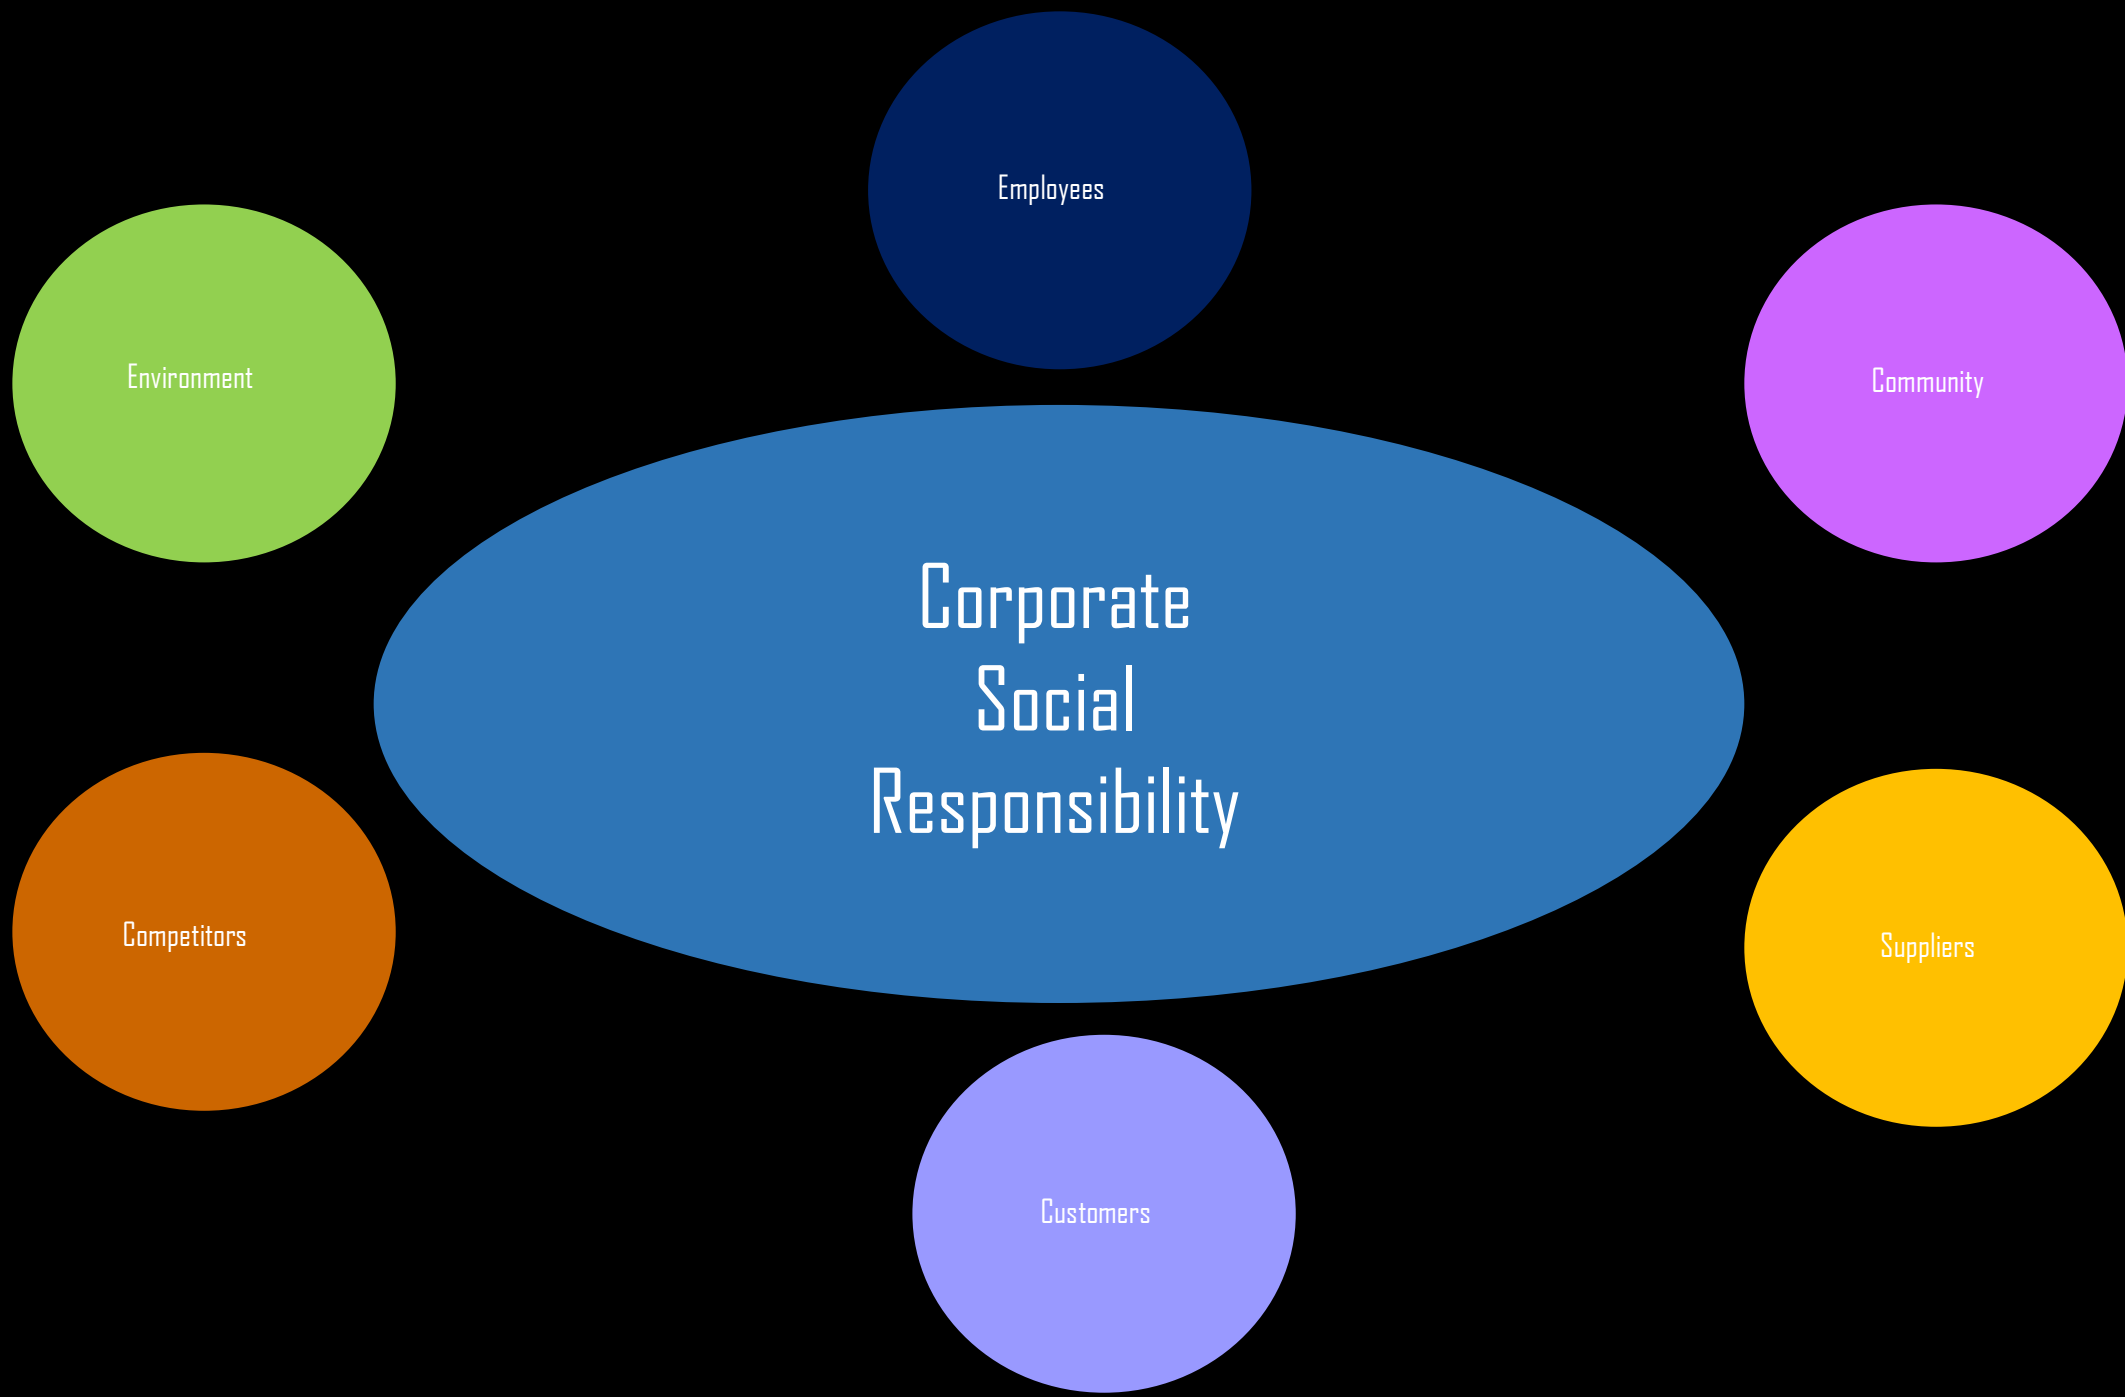 Employees
Environment
Community
Corporate
Social
Responsibility
Competitors
Suppliers
Customers